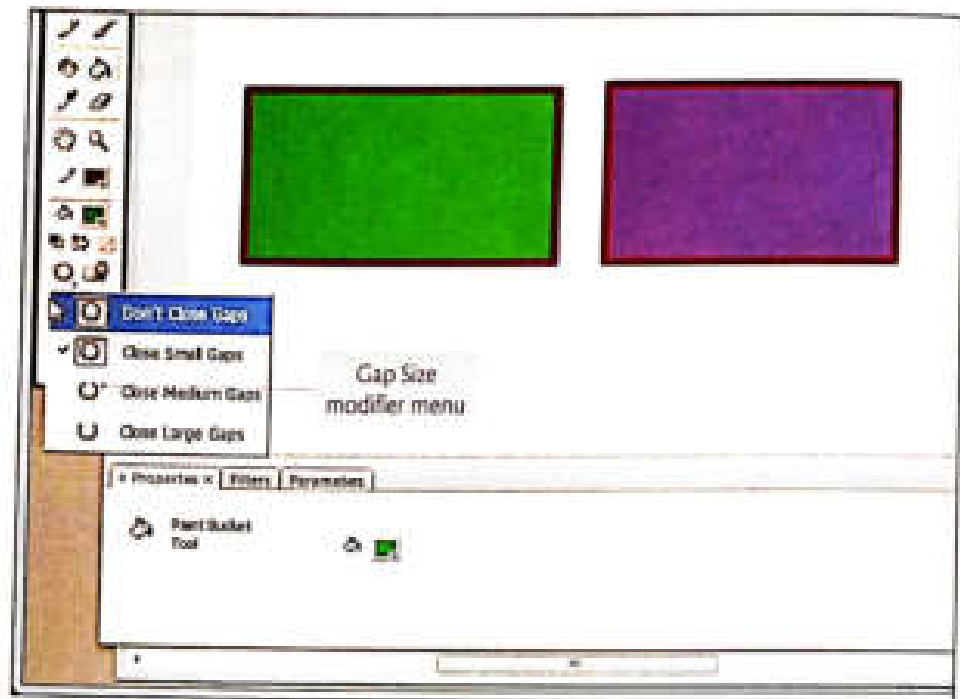 Don't Close Gaps
Close Small Gaps
Close Medium Gaps
Close Large Gaps
Gap Size
modifier menu
Properties × Filters Parameters
Paint Bucket
Tool